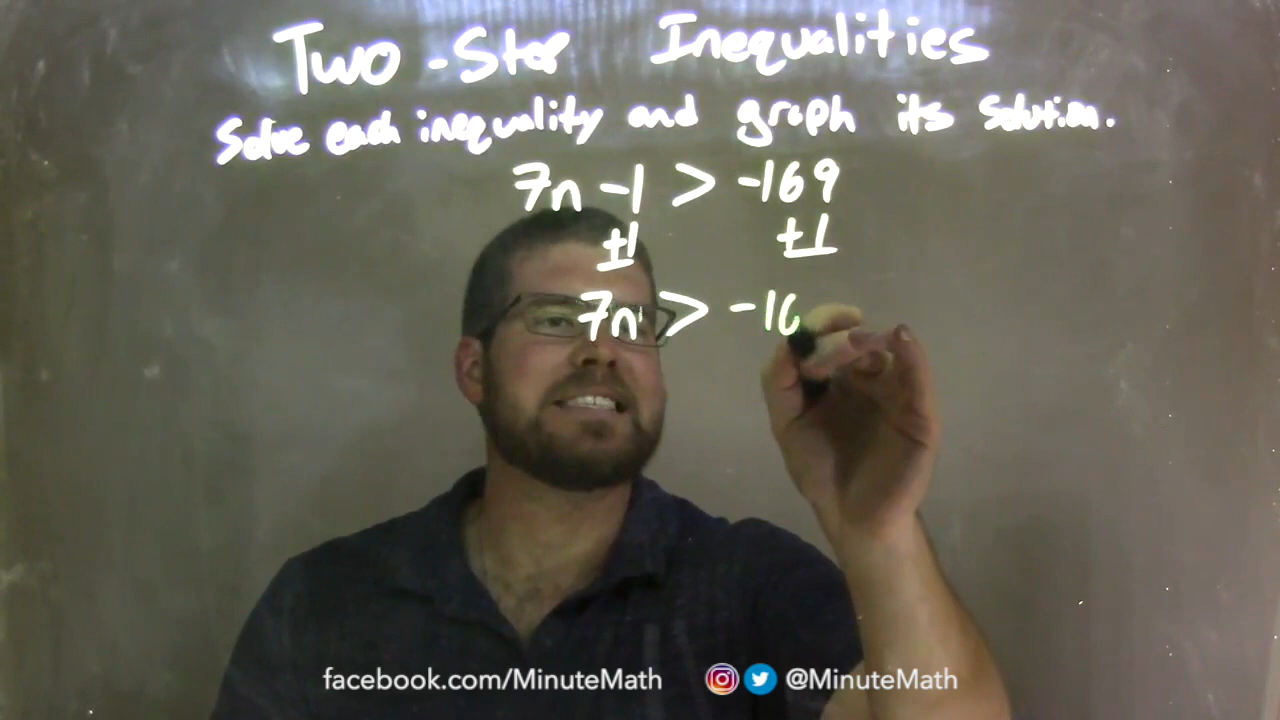 Two-Step Inequalities
Solve each inequality and graph its solution.
7n -1 > -169
+1 +1
7n > -16
facebook.com/MinuteMath @MinuteMath